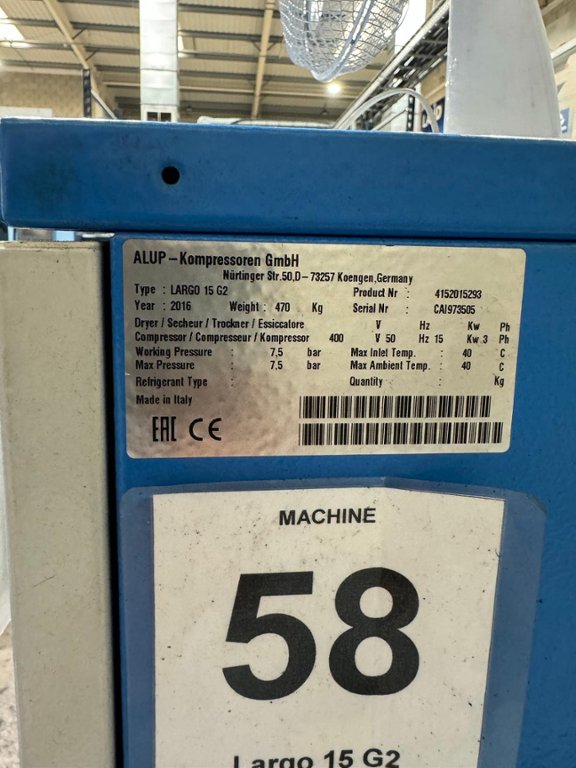 ALUP-Kompressoren GmbH
Nürtinger Str.50,D-73257 Koengen,Germany
Type : LARGO 15 G2 Product Nr : 4152015293
Year : 2016 Weight : 470 Kg Serial Nr : CAI973505
Dryer / Secheur / Trockner / Essiccatore V Hz Kw Ph
Compressor / Compresseur / Kompressor 400 V 50 Hz 15 Kw 3 Ph
Working Pressure : 7,5 bar Max Inlet Temp. : 40 C
Max Pressure : 7,5 bar Max Ambient Temp. : 40 C
Refrigerant Type : Quantity : Kg
Made in Italy
EAC CE
MACHINE
58
Largo 15 G2